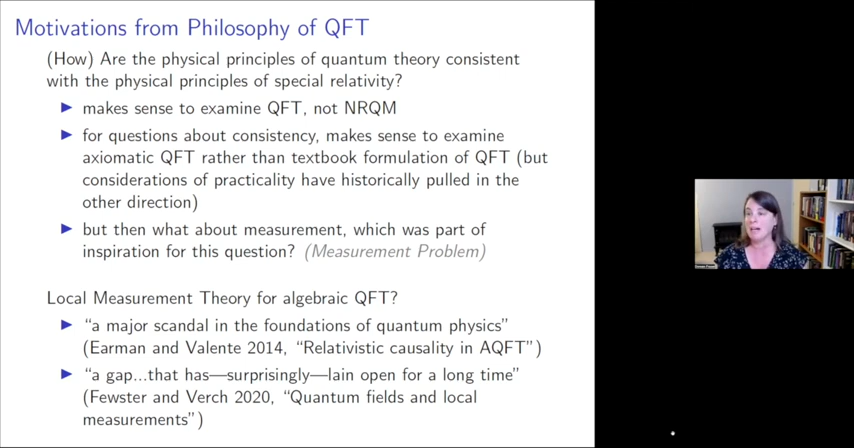 Motivations from Philosophy of QFT
(How) Are the physical principles of quantum theory consistent
with the physical principles of special relativity?
▶ makes sense to examine QFT, not NRQM
▶ for questions about consistency, makes sense to examine
axiomatic QFT rather than textbook formulation of QFT (but
considerations of practicality have historically pulled in the
other direction)
▶ but then what about measurement, which was part of
inspiration for this question? (Measurement Problem)
Local Measurement Theory for algebraic QFT?
▶ “a major scandal in the foundations of quantum physics”
(Earman and Valente 2014, “Relativistic causality in AQFT”)
▶ “a gap...that has—surprisingly—lain open for a long time”
(Fewster and Verch 2020, “Quantum fields and local
measurements”)